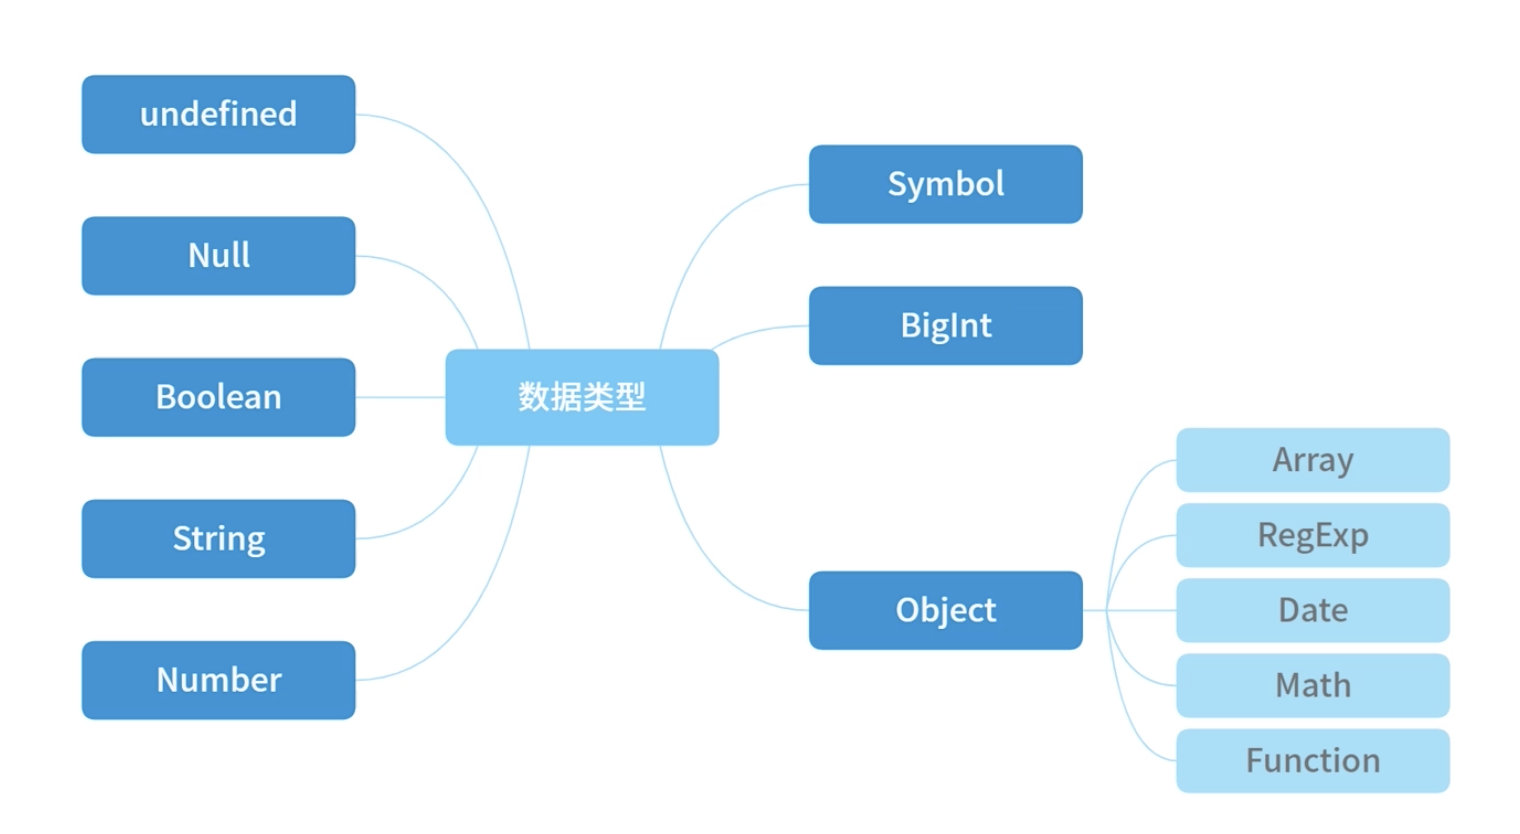 undefined
Null
Boolean
String
Number
数据类型
Symbol
BigInt
Object
Array
RegExp
Date
Math
Function